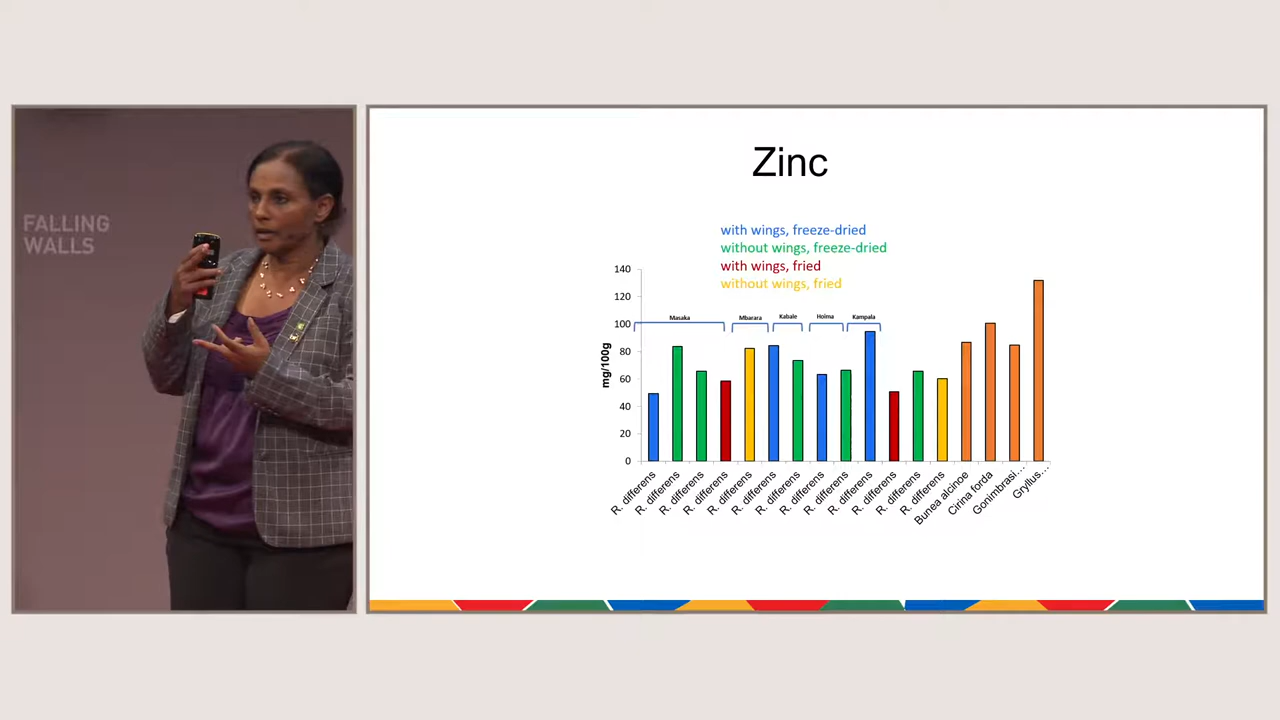 FALLING
WALLS
Zinc
with wings, freeze-dried
without wings, freeze-dried
with wings, fried
without wings, fried
mg/100g
140
120
100
80
60
40
20
0
Masaka
Mbarara
Kabale
Hoima
Kampala
R. differens
R. differens
R. differens
R. differens
R. differens
R. differens
R. differens
R. differens
R. differens
R. differens
R. differens
R. differens
R. differens
Bunea alcinoe
Cirina forda
Gonimbrasi...
Gryllus...